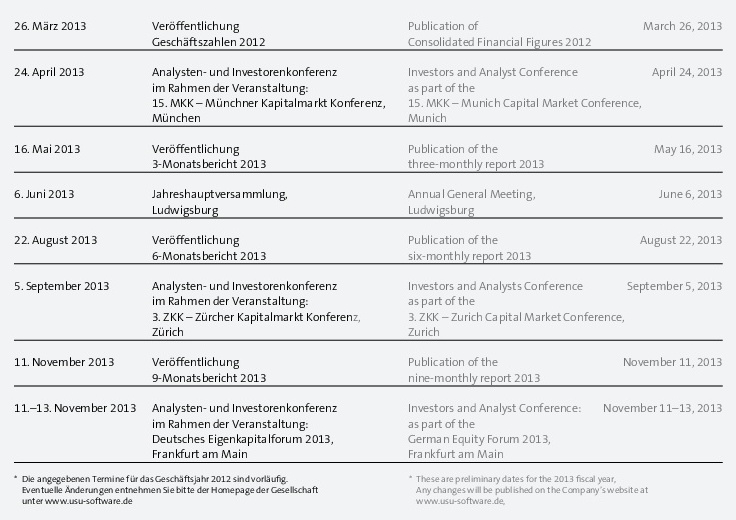 26. März 2013 Veröffentlichung Publication of March 26, 2013
Geschäftszahlen 2012 Consolidated Financial Figures 2012
24. April 2013 Analysten- und Investorenkonferenz Investors and Analyst Conference April 24, 2013
im Rahmen der Veranstaltung: as part of the
15. MKK – Münchner Kapitalmarkt Konferenz, 15. MKK – Munich Capital Market Conference,
München Munich
16. Mai 2013 Veröffentlichung Publication of the May 16, 2013
3-Monatsbericht 2013 three-monthly report 2013
6. Juni 2013 Jahreshauptversammlung, Annual General Meeting, June 6, 2013
Ludwigsburg Ludwigsburg
22. August 2013 Veröffentlichung Publication of the August 22, 2013
6-Monatsbericht 2013 six-monthly report 2013
5. September 2013 Analysten- und Investorenkonferenz Investors and Analysts Conference September 5, 2013
im Rahmen der Veranstaltung: as part of the
3. ZKK – Zürcher Kapitalmarkt Konferenz, 3. ZKK – Zurich Capital Market Conference,
Zürich Zurich
11. November 2013 Veröffentlichung Publication of the November 11, 2013
9-Monatsbericht 2013 nine-monthly report 2013
11.–13. November 2013 Analysten- und Investorenkonferenz Investors and Analyst Conference: November 11–13, 2013
im Rahmen der Veranstaltung: as part of the
Deutsches Eigenkapitalforum 2013, German Equity Forum 2013,
Frankfurt am Main Frankfurt am Main
* Die angegebenen Termine für das Geschäftsjahr 2012 sind vorläufig. * These are preliminary dates for the 2013 fiscal year,
Eventuelle Änderungen entnehmen Sie bitte der Homepage der Gesellschaft Any changes will be published on the Company's website at
unter www.usu-software.de www.usu-software.de,